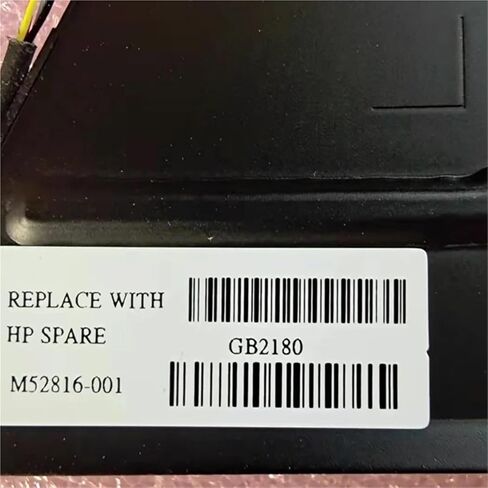 REPLACE WITH
HP SPARE
GB2180
M52816-001